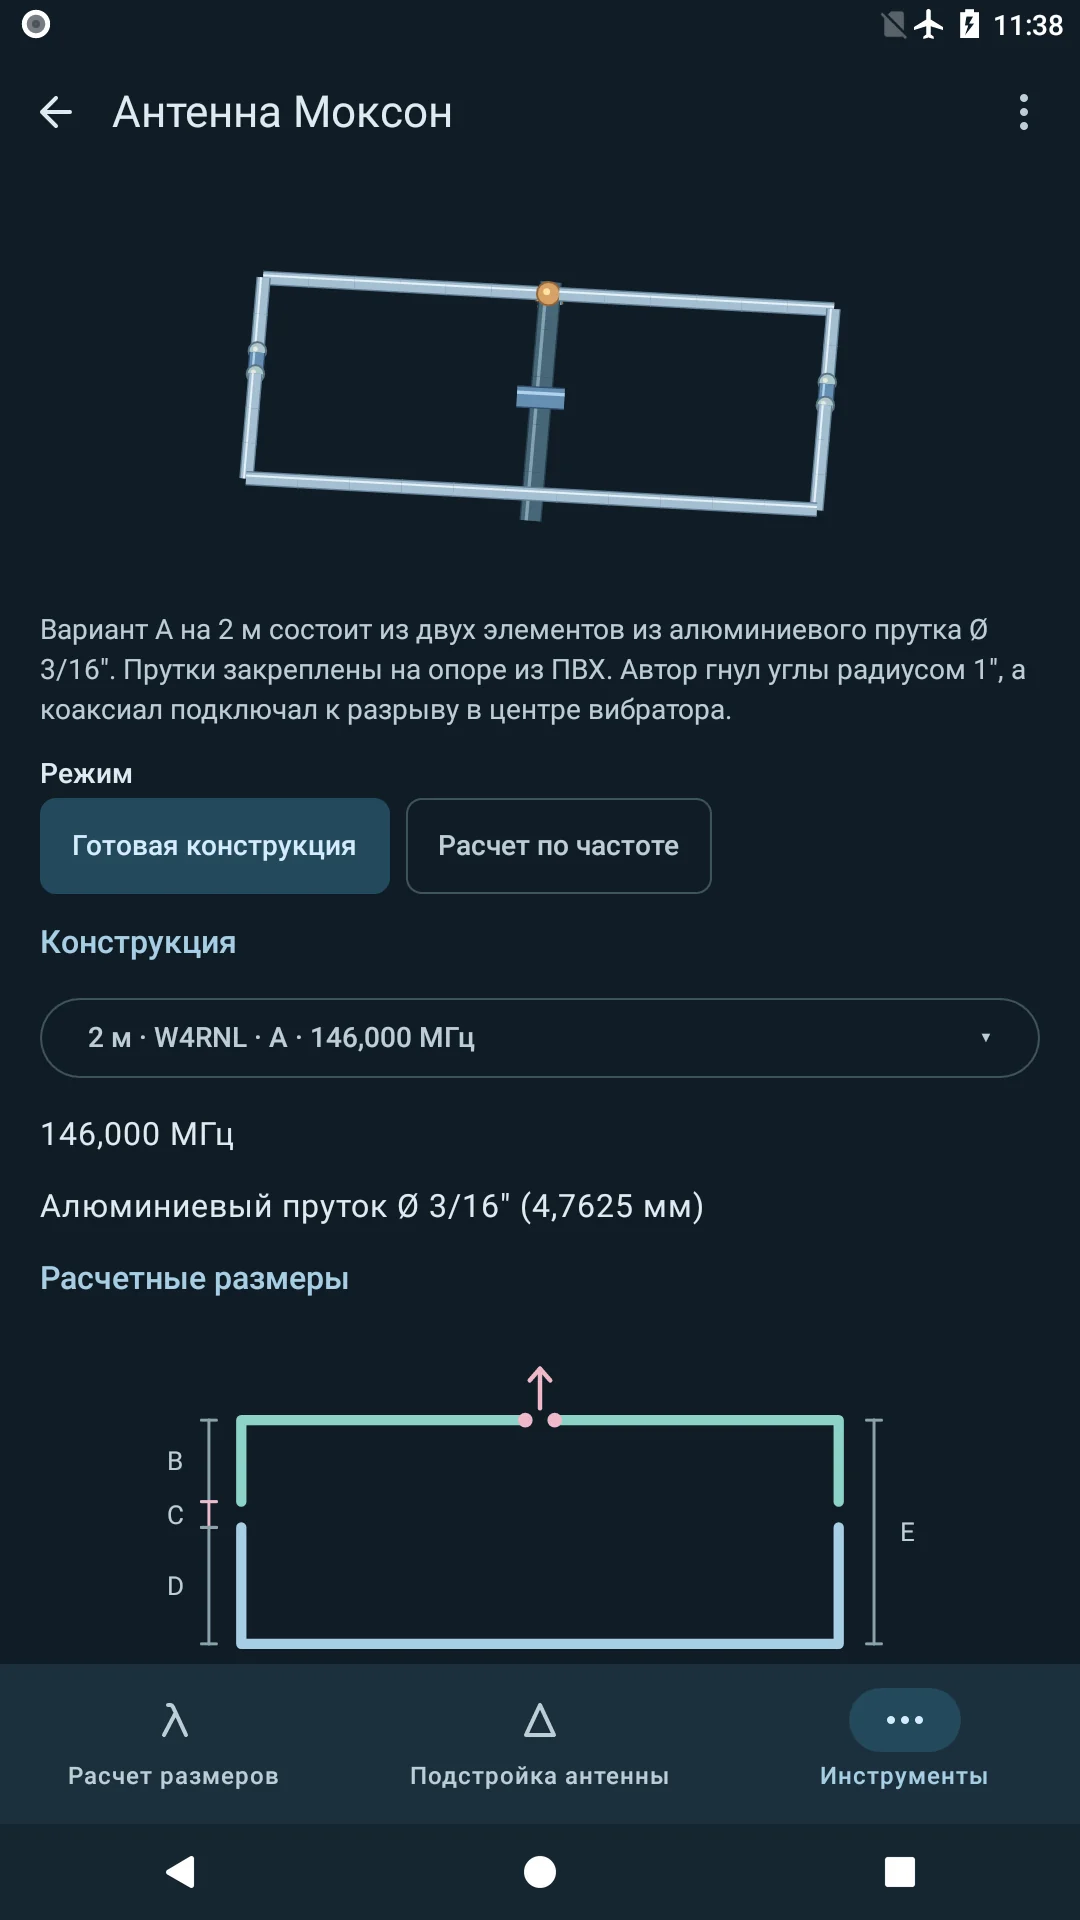 11:38
Антенна Моксон
Вариант А на 2 м состоит из двух элементов из алюминиевого прутка Ø
3/16". Прутки закреплены на опоре из ПВХ. Автор гнул углы радиусом 1", а
коаксиал подключал к разрыву в центре вибратора.
Режим
Готовая конструкция
Расчет по частоте
Конструкция
2 м · W4RNL · A · 146,000 МГц
146,000 МГц
Алюминиевый пруток Ø 3/16" (4,7625 мм)
Расчетные размеры
B
C
E
D
λ
Δ
Расчет размеров
Подстройка антенны
Инструменты